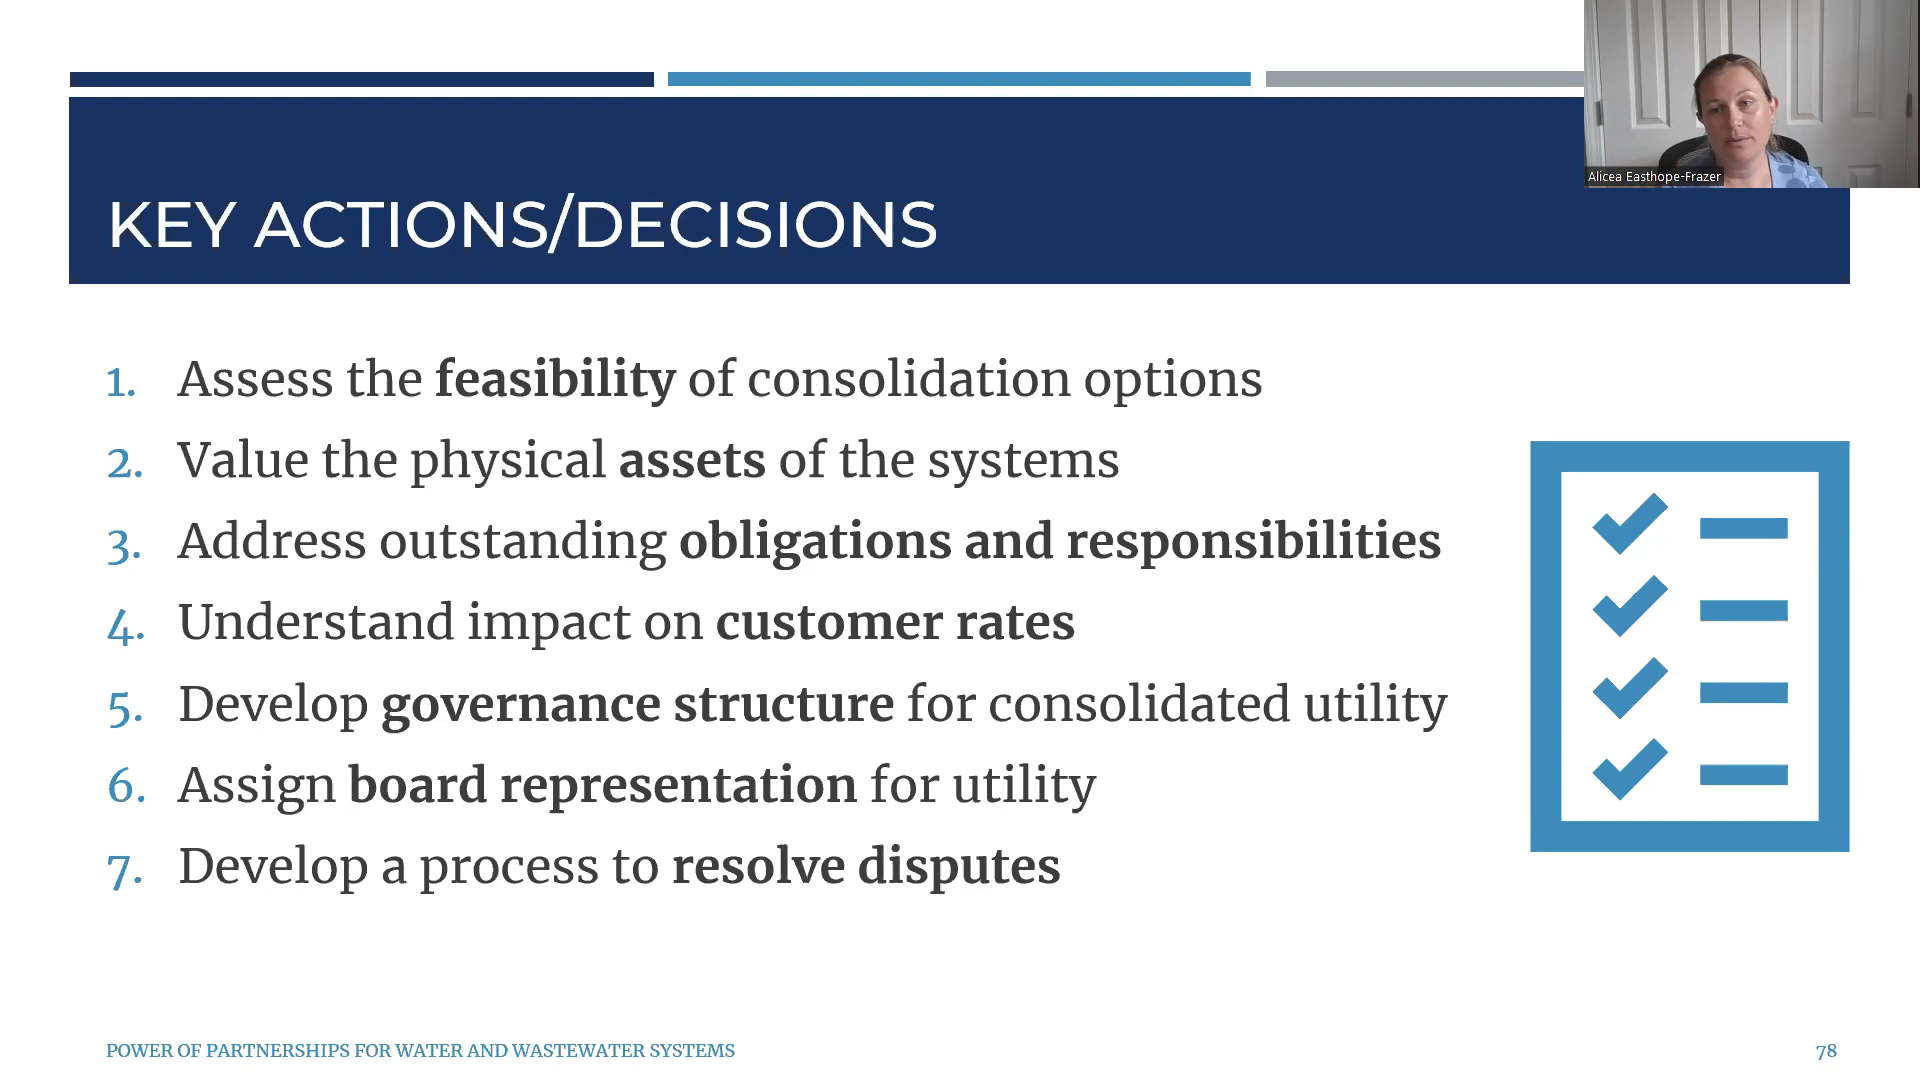 Alicea Easthope-Frazer
KEY ACTIONS/DECISIONS
1. Assess the feasibility of consolidation options
2. Value the physical assets of the systems
3. Address outstanding obligations and responsibilities
4. Understand impact on customer rates
5. Develop governance structure for consolidated utility
6. Assign board representation for utility
7. Develop a process to resolve disputes
POWER OF PARTNERSHIPS FOR WATER AND WASTEWATER SYSTEMS
78